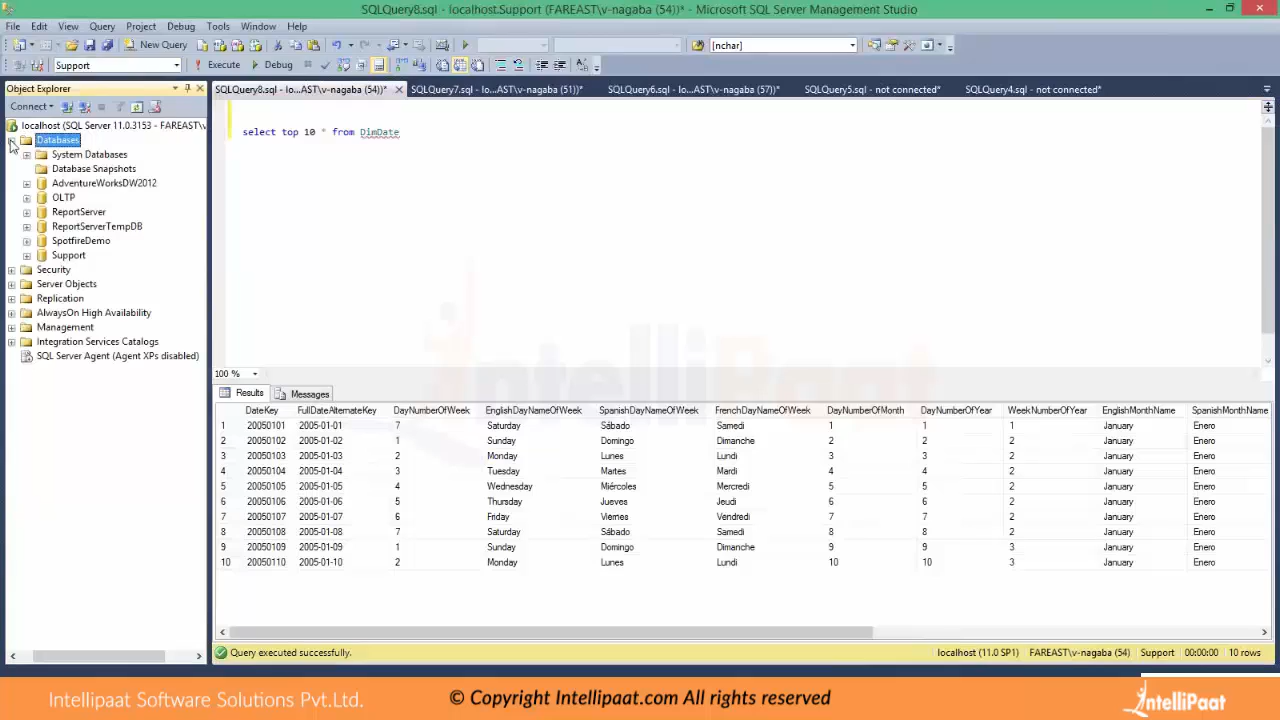 SQLQuery8.sql - localhost.Support (FAREAST\v-nagaba (54))* - Microsoft SQL Server Management Studio
File Edit View Query Project Debug Tools Window Help
New Query [nchar]
Support Execute Debug
Object Explorer
SQLQuery8.sql - lo...AST\v-nagaba (54))* SQLQuery7.sql - lo...AST\v-nagaba (51))* SQLQuery6.sql - lo...AST\v-nagaba (57))* SQLQuery5.sql - not connected* SQLQuery4.sql - not connected*
Connect
localhost (SQL Server 11.0.3153 - FAREAST\v
Databases
System Databases
Database Snapshots
AdventureWorksDW2012
OLTP
ReportServer
ReportServerTempDB
SpotfireDemo
Support
Security
Server Objects
Replication
AlwaysOn High Availability
Management
Integration Services Catalogs
SQL Server Agent (Agent XPs disabled)
select top 10 * from DimDate
100 %
Results Messages
DateKey FullDateAlternateKey DayNumberOfWeek EnglishDayNameOfWeek SpanishDayNameOfWeek FrenchDayNameOfWeek DayNumberOfMonth DayNumberOfYear WeekNumberOfYear EnglishMonthName SpanishMonthName
1 20050101 2005-01-01 7 Saturday Sábado Samedi 1 1 1 January Enero
2 20050102 2005-01-02 1 Sunday Domingo Dimanche 2 2 2 January Enero
3 20050103 2005-01-03 2 Monday Lunes Lundi 3 3 2 January Enero
4 20050104 2005-01-04 3 Tuesday Martes Mardi 4 4 2 January Enero
5 20050105 2005-01-05 4 Wednesday Miércoles Mercredi 5 5 2 January Enero
6 20050106 2005-01-06 5 Thursday Jueves Jeudi 6 6 2 January Enero
7 20050107 2005-01-07 6 Friday Viernes Vendredi 7 7 2 January Enero
8 20050108 2005-01-08 7 Saturday Sábado Samedi 8 8 2 January Enero
9 20050109 2005-01-09 1 Sunday Domingo Dimanche 9 9 3 January Enero
10 20050110 2005-01-10 2 Monday Lunes Lundi 10 10 3 January Enero
IntelliPaat
Query executed successfully. localhost (11.0 SP1) FAREAST\v-nagaba (54) Support 00:00:00 10 rows
Intellipaat Software Solutions Pvt.Ltd. © Copyright Intellipaat.com All rights reserved IntelliPaat